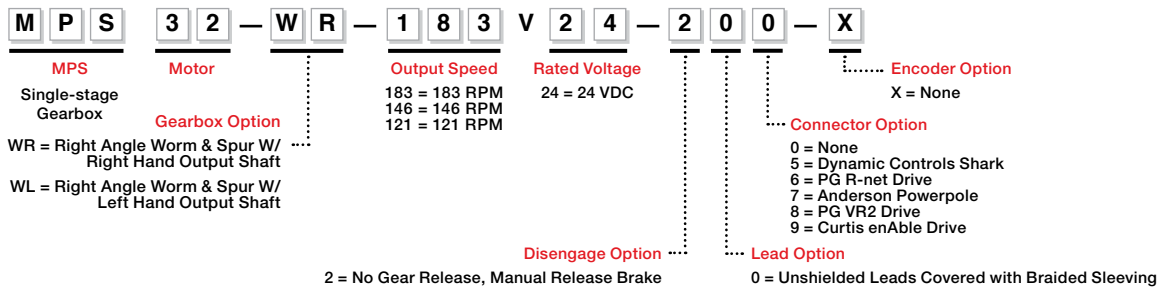 M P S 3 2 — W R — 1 8 3 V 2 4 — 2 0 0 — X
MPS
Single-stage
Gearbox
Motor
Gearbox Option
WR = Right Angle Worm & Spur W/
Right Hand Output Shaft
WL = Right Angle Worm & Spur W/
Left Hand Output Shaft
Output Speed
183 = 183 RPM
146 = 146 RPM
121 = 121 RPM
Rated Voltage
24 = 24 VDC
Encoder Option
X = None
Connector Option
0 = None
5 = Dynamic Controls Shark
6 = PG R-net Drive
7 = Anderson Powerpole
8 = PG VR2 Drive
9 = Curtis enAble Drive
Disengage Option
2 = No Gear Release, Manual Release Brake
Lead Option
0 = Unshielded Leads Covered with Braided Sleeving